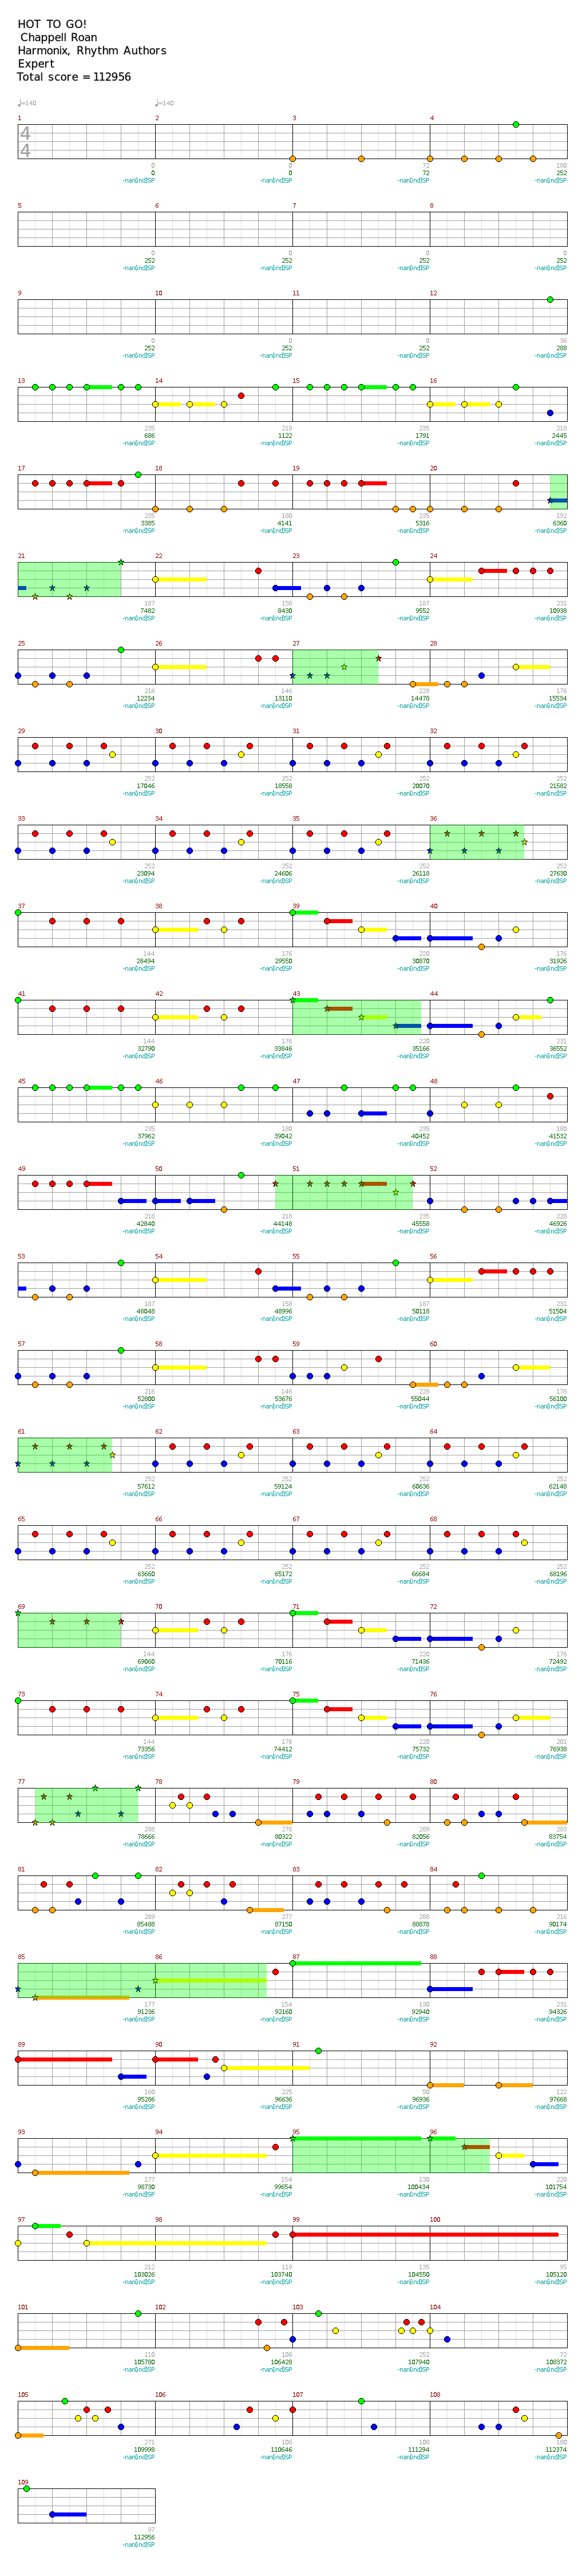 HOT TO GO!
Chappell Roan
Harmonix, Rhythm Authors
Expert
Total score = 112956
♩=140 ♩=140
1 2 3 4
4
4
0 0 72 180
0 0 72 252
-nan(ind)SP -nan(ind)SP -nan(ind)SP -nan(ind)SP
5 6 7 8
0 0 0 0
252 252 252 252
-nan(ind)SP -nan(ind)SP -nan(ind)SP -nan(ind)SP
9 10 11 12
0 0 0 36
252 252 252 288
-nan(ind)SP -nan(ind)SP -nan(ind)SP -nan(ind)SP
13 14 15 16
235 218 235 218
686 1122 1791 2445
-nan(ind)SP -nan(ind)SP -nan(ind)SP -nan(ind)SP
17 18 19 20
235 180 235 192
3385 4141 5316 6360
-nan(ind)SP -nan(ind)SP -nan(ind)SP -nan(ind)SP
21 22 23 24
187 158 187 231
7482 8430 9552 10938
-nan(ind)SP -nan(ind)SP -nan(ind)SP -nan(ind)SP
25 26 27 28
216 146 228 176
12234 13110 14478 15534
-nan(ind)SP -nan(ind)SP -nan(ind)SP -nan(ind)SP
29 30 31 32
252 252 252 252
17046 18558 20070 21582
-nan(ind)SP -nan(ind)SP -nan(ind)SP -nan(ind)SP
33 34 35 36
252 252 252 252
23094 24606 26118 27630
-nan(ind)SP -nan(ind)SP -nan(ind)SP -nan(ind)SP
37 38 39 40
144 176 220 176
28494 29550 30870 31926
-nan(ind)SP -nan(ind)SP -nan(ind)SP -nan(ind)SP
41 42 43 44
144 176 220 231
32790 33846 35166 36552
-nan(ind)SP -nan(ind)SP -nan(ind)SP -nan(ind)SP
45 46 47 48
235 180 235 180
37962 39042 40452 41532
-nan(ind)SP -nan(ind)SP -nan(ind)SP -nan(ind)SP
49 50 51 52
218 218 235 228
42840 44148 45558 46926
-nan(ind)SP -nan(ind)SP -nan(ind)SP -nan(ind)SP
53 54 55 56
187 158 187 231
48048 48996 50118 51504
-nan(ind)SP -nan(ind)SP -nan(ind)SP -nan(ind)SP
57 58 59 60
216 146 228 176
52800 53676 55044 56100
-nan(ind)SP -nan(ind)SP -nan(ind)SP -nan(ind)SP
61 62 63 64
252 252 252 252
57612 59124 60636 62148
-nan(ind)SP -nan(ind)SP -nan(ind)SP -nan(ind)SP
65 66 67 68
252 252 252 252
63660 65172 66684 68196
-nan(ind)SP -nan(ind)SP -nan(ind)SP -nan(ind)SP
69 70 71 72
144 176 220 176
69060 70116 71436 72492
-nan(ind)SP -nan(ind)SP -nan(ind)SP -nan(ind)SP
73 74 75 76
144 176 220 201
73356 74412 75732 76938
-nan(ind)SP -nan(ind)SP -nan(ind)SP -nan(ind)SP
77 78 79 80
288 276 289 283
78666 80322 82056 83754
-nan(ind)SP -nan(ind)SP -nan(ind)SP -nan(ind)SP
81 82 83 84
289 277 288 216
85488 87150 88878 90174
-nan(ind)SP -nan(ind)SP -nan(ind)SP -nan(ind)SP
85 86 87 88
177 154 130 231
91236 92160 92940 94326
-nan(ind)SP -nan(ind)SP -nan(ind)SP -nan(ind)SP
89 90 91 92
160 225 50 122
95286 96636 96936 97668
-nan(ind)SP -nan(ind)SP -nan(ind)SP -nan(ind)SP
93 94 95 96
177 154 130 220
98730 99654 100434 101754
-nan(ind)SP -nan(ind)SP -nan(ind)SP -nan(ind)SP
97 98 99 100
212 119 135 95
103026 103740 104550 105120
-nan(ind)SP -nan(ind)SP -nan(ind)SP -nan(ind)SP
101 102 103 104
110 108 252 72
105780 106428 107940 108372
-nan(ind)SP -nan(ind)SP -nan(ind)SP -nan(ind)SP
105 106 107 108
271 108 108 180
109998 110646 111294 112374
-nan(ind)SP -nan(ind)SP -nan(ind)SP -nan(ind)SP
109
97
112956
-nan(ind)SP